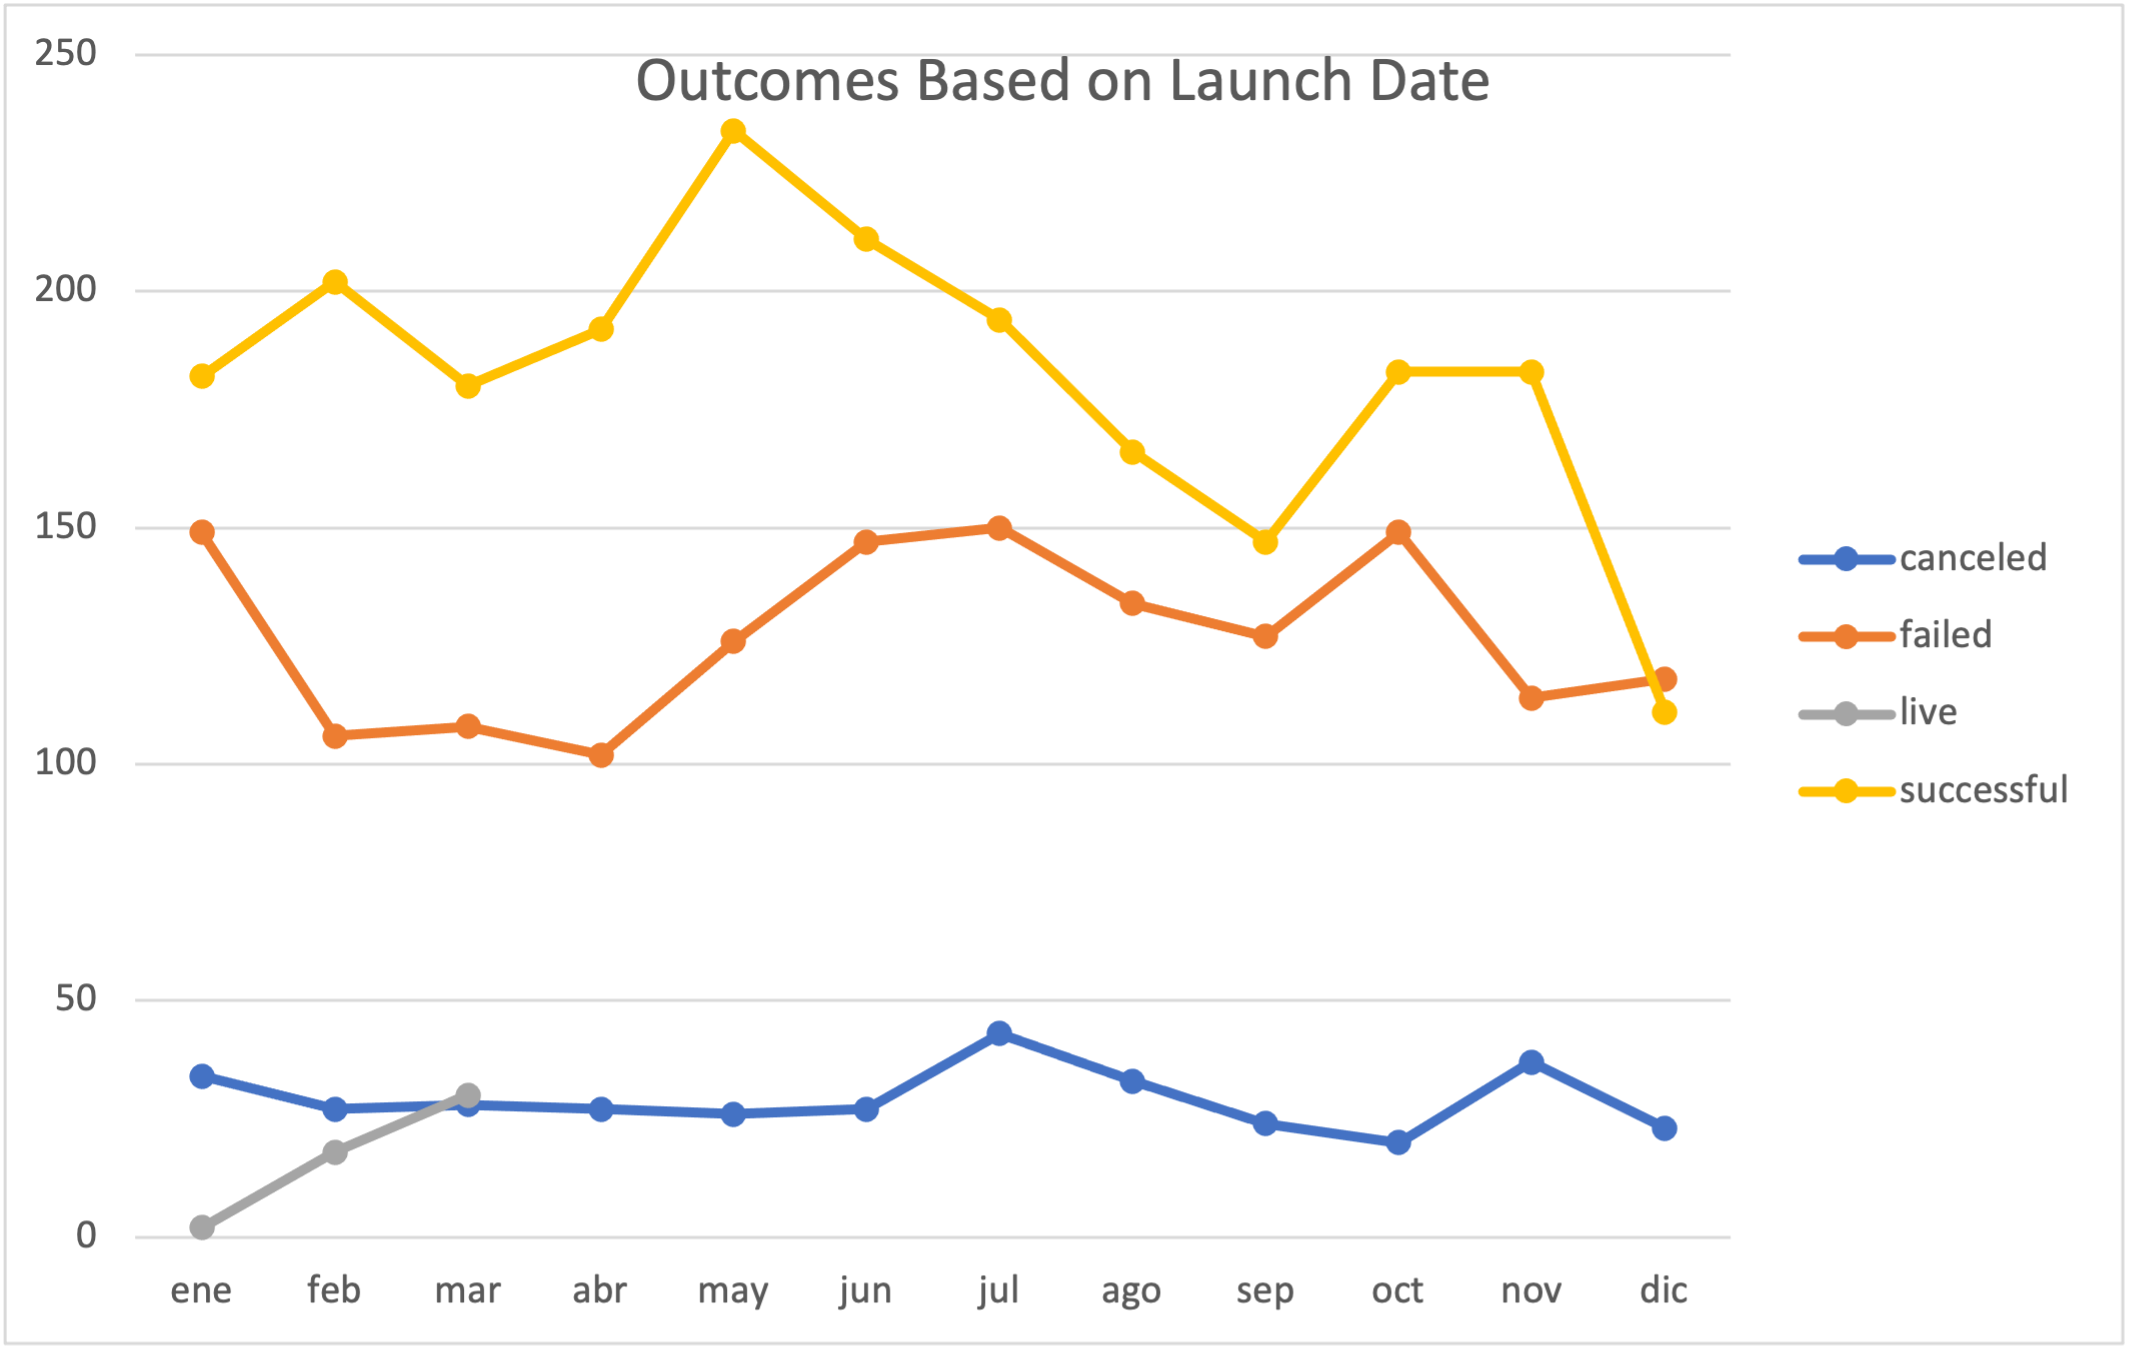 Outcomes Based on Launch Date
250
200
150
100
50
0
ene feb mar abr may jun jul ago sep oct nov dic
canceled
failed
live
successful